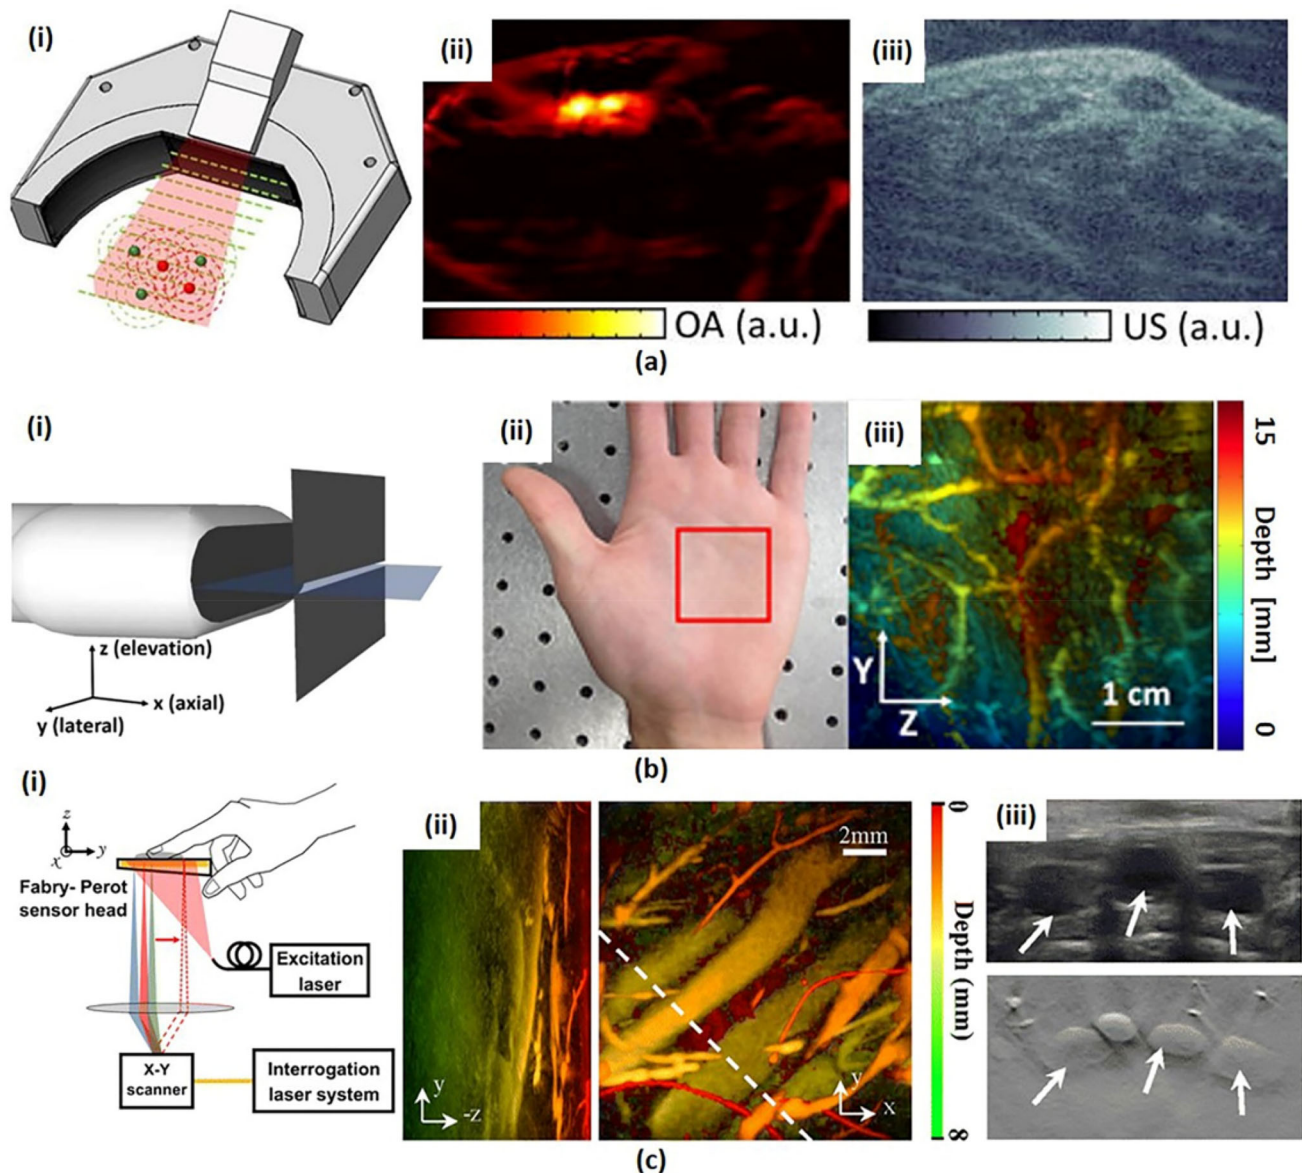 (i)
(ii)
(iii)
OA (a.u.)
US (a.u.)
(a)
(i)
(ii)
(iii)
z (elevation)
x (axial)
y (lateral)
Y
Z
1 cm
15
Depth [mm]
0
(b)
(i)
(ii)
(iii)
z
x
y
Fabry- Perot
sensor head
Excitation
laser
X-Y
scanner
Interrogation
laser system
y
-z
2mm
y
x
0
Depth (mm)
8
(c)